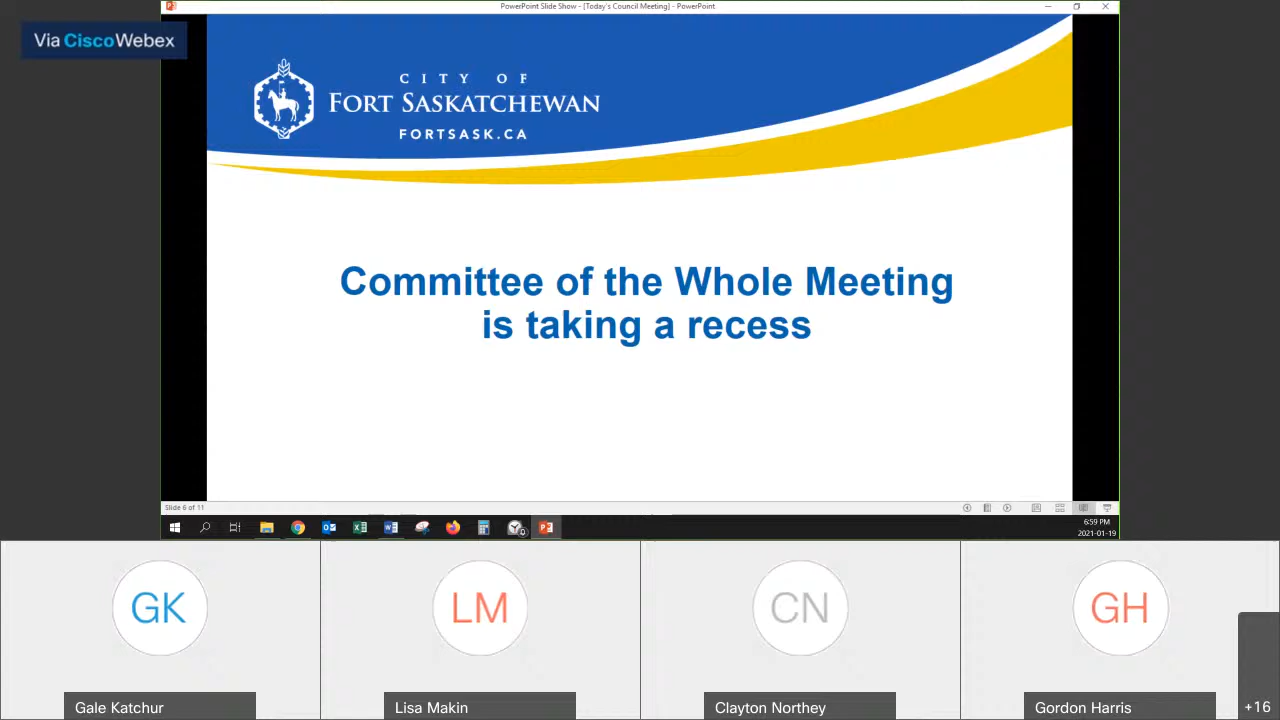 PowerPoint Slide Show - [Today's Council Meeting] - PowerPoint
Via CiscoWebex
CITY OF
FORT SASKATCHEWAN
FORTSASK.CA
Committee of the Whole Meeting
is taking a recess
Slide 6 of 11
6:59 PM
2021-01-19
GK
LM
CN
GH
Gale Katchur
Lisa Makin
Clayton Northey
Gordon Harris
+16